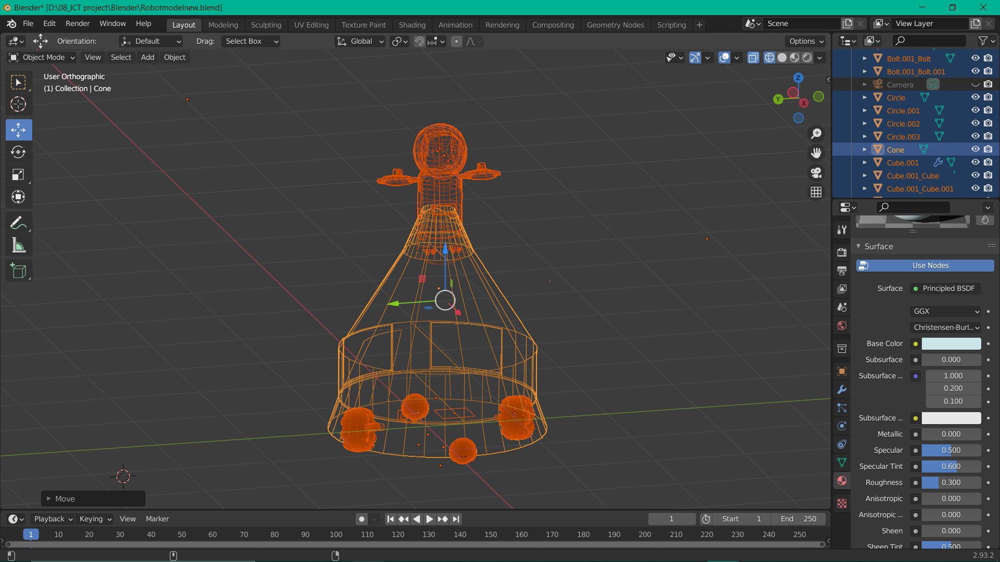 Blender* [D:\08_ICT project\Blender\Robotmodelnew.blend]
File Edit Render Window Help Layout Modeling Sculpting UV Editing Texture Paint Shading Animation Rendering Compositing Geometry Nodes Scripting + Scene View Layer
Orientation: Default Drag: Select Box Global Options
Object Mode View Select Add Object
User Orthographic
(1) Collection | Cone
Z
Y
X
Bolt.001_Bolt
Bolt.001_Bolt.001
Camera
Circle
Circle.001
Circle.002
Circle.003
Cone
Cube.001
Cube.001_Cube
Cube.001_Cube.001
Surface
Use Nodes
Surface Principled BSDF
GGX
Christensen-Burl...
Base Color
Subsurface 0.000
Subsurface ... 1.000
0.200
0.100
Subsurface ...
Metallic 0.000
Specular 0.500
Specular Tint 0.600
Roughness 0.300
Anisotropic 0.000
Anisotropic ... 0.000
Sheen 0.000
Sheen Tint 0.500
Move
Playback Keying View Marker 1 Start 1 End 250
1 10 20 30 40 50 60 70 80 90 100 110 120 130 140 150 160 170 180 190 200 210 220 230 240 250
2.93.2